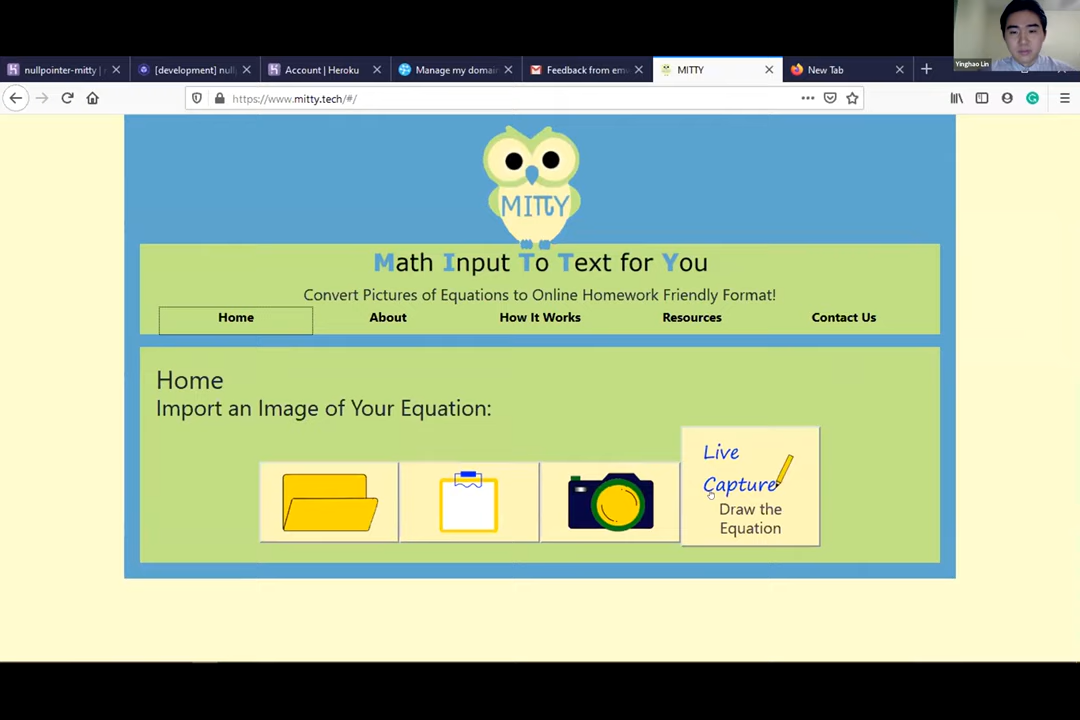 nullpointer-mitty |
[development] nul
Account | Heroku
Manage my domai
Feedback from em
MITTY
New Tab
Yinghao Lin
https://www.mitty.tech/#/
MITTY
Math Input To Text for You
Convert Pictures of Equations to Online Homework Friendly Format!
Home About How It Works Resources Contact Us
Home
Import an Image of Your Equation:
Live
Capture
Draw the
Equation